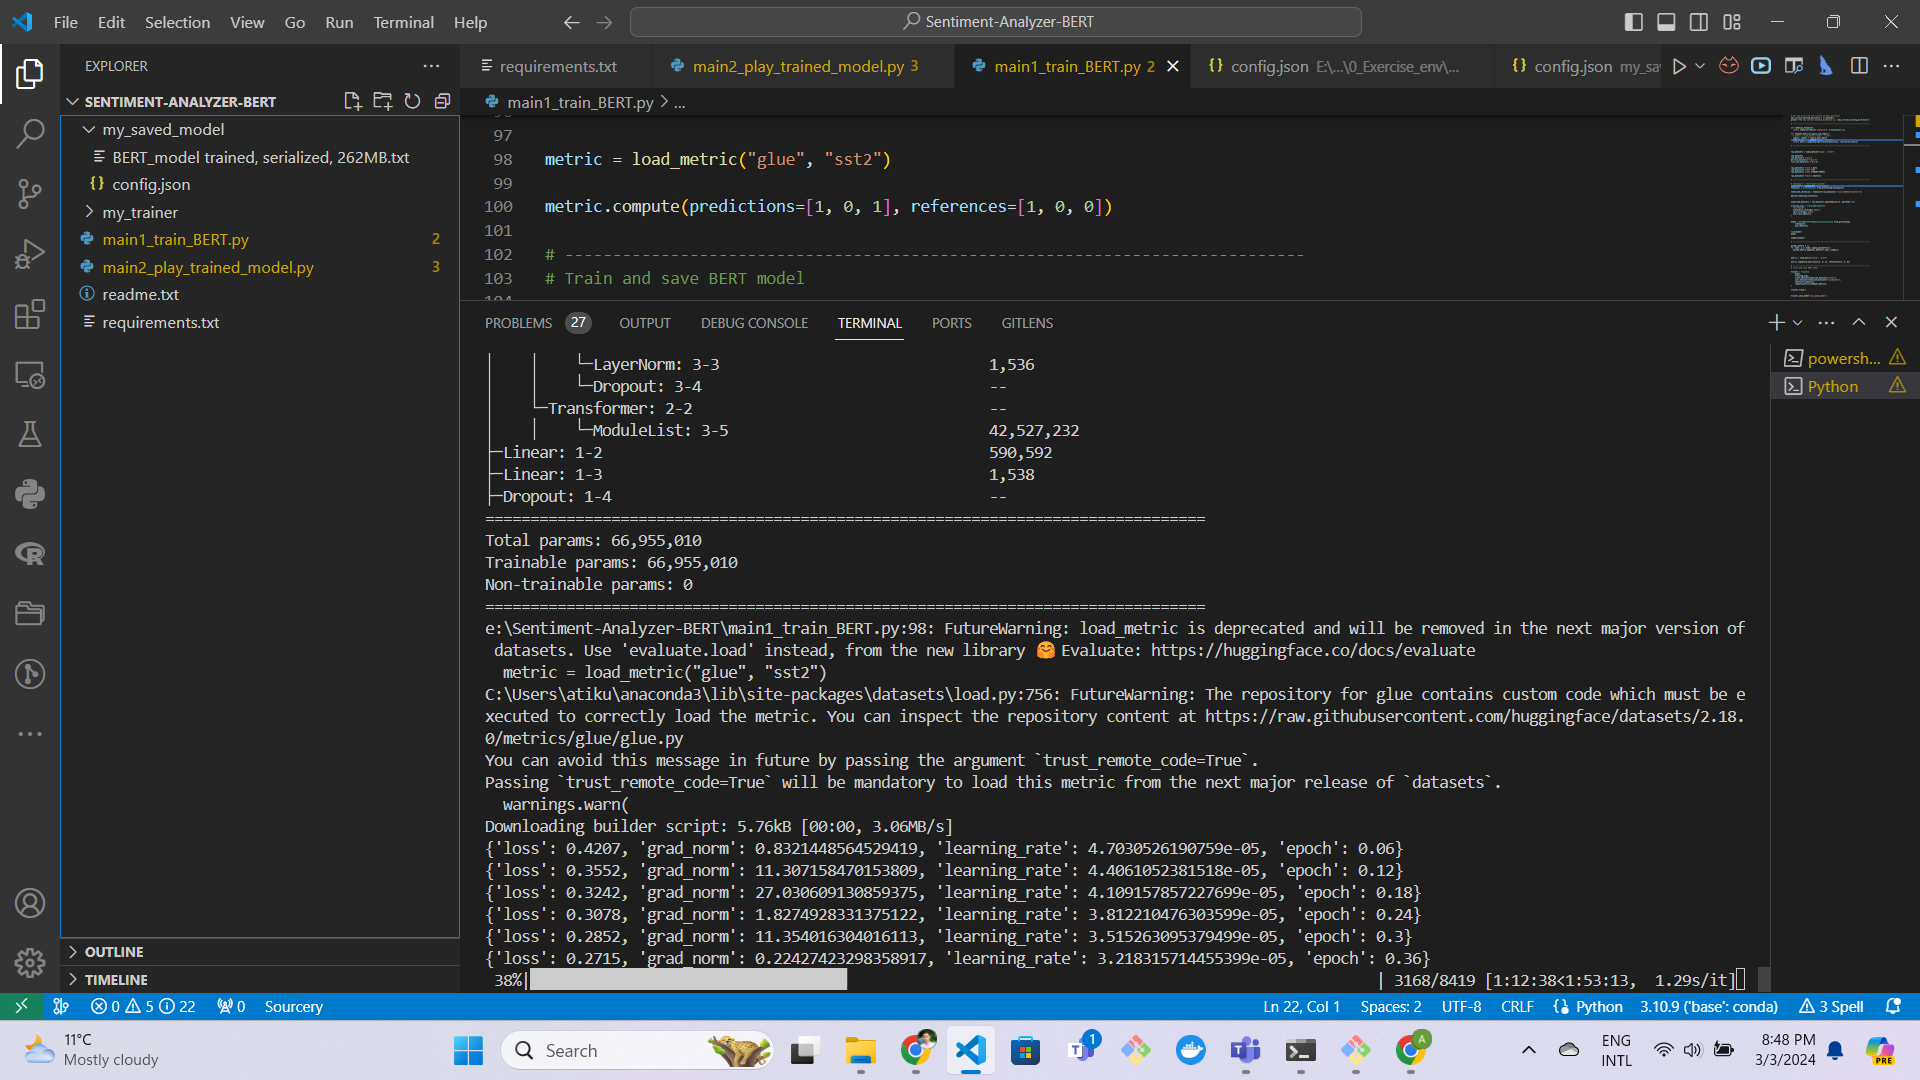 File Edit Selection View Go Run Terminal Help
Sentiment-Analyzer-BERT
EXPLORER
SENTIMENT-ANALYZER-BERT
my_saved_model
BERT_model trained, serialized, 262MB.txt
{} config.json
my_trainer
main1_train_BERT.py 2
main2_play_trained_model.py 3
readme.txt
requirements.txt
OUTLINE
TIMELINE
requirements.txt
main2_play_trained_model.py 3
main1_train_BERT.py 2
{} config.json E:\...\0_Exercise_env\...
{} config.json my_sa
main1_train_BERT.py > ...
97
98 metric = load_metric("glue", "sst2")
99
100 metric.compute(predictions=[1, 0, 1], references=[1, 0, 0])
101
102 # -----------------------------------------------------------------------------
103 # Train and save BERT model
PROBLEMS 27 OUTPUT DEBUG CONSOLE TERMINAL PORTS GITLENS
powersh...
Python
│    │    └─LayerNorm: 3-3 1,536
│    │    └─Dropout: 3-4 --
│    └─Transformer: 2-2 --
│    │    └─ModuleList: 3-5 42,527,232
├─Linear: 1-2 590,592
├─Linear: 1-3 1,538
├─Dropout: 1-4 --
================================================================================
Total params: 66,955,010
Trainable params: 66,955,010
Non-trainable params: 0
================================================================================
e:\Sentiment-Analyzer-BERT\main1_train_BERT.py:98: FutureWarning: load_metric is deprecated and will be removed in the next major version of
datasets. Use 'evaluate.load' instead, from the new library 🤗 Evaluate: https://huggingface.co/docs/evaluate
metric = load_metric("glue", "sst2")
C:\Users\atiku\anaconda3\lib\site-packages\datasets\load.py:756: FutureWarning: The repository for glue contains custom code which must be e
xecuted to correctly load the metric. You can inspect the repository content at https://raw.githubusercontent.com/huggingface/datasets/2.18.
0/metrics/glue/glue.py
You can avoid this message in future by passing the argument `trust_remote_code=True`.
Passing `trust_remote_code=True` will be mandatory to load this metric from the next major release of `datasets`.
warnings.warn(
Downloading builder script: 5.76kB [00:00, 3.06MB/s]
{'loss': 0.4207, 'grad_norm': 0.8321448564529419, 'learning_rate': 4.7030526190759e-05, 'epoch': 0.06}
{'loss': 0.3552, 'grad_norm': 11.307158470153809, 'learning_rate': 4.4061052381518e-05, 'epoch': 0.12}
{'loss': 0.3242, 'grad_norm': 27.030609130859375, 'learning_rate': 4.109157857227699e-05, 'epoch': 0.18}
{'loss': 0.3078, 'grad_norm': 1.8274928331375122, 'learning_rate': 3.812210476303599e-05, 'epoch': 0.24}
{'loss': 0.2852, 'grad_norm': 11.354016304016113, 'learning_rate': 3.515263095379499e-05, 'epoch': 0.3}
{'loss': 0.2715, 'grad_norm': 0.22427423298358917, 'learning_rate': 3.218315714455399e-05, 'epoch': 0.36}
38%| | 3168/8419 [1:12:38<1:53:13, 1.29s/it]
0 5 22 0 Sourcery Ln 22, Col 1 Spaces: 2 UTF-8 CRLF {} Python 3.10.9 ('base': conda) 3 Spell
11°C
Mostly cloudy
Search
1
A
PRE
ENG
INTL
8:48 PM
3/3/2024